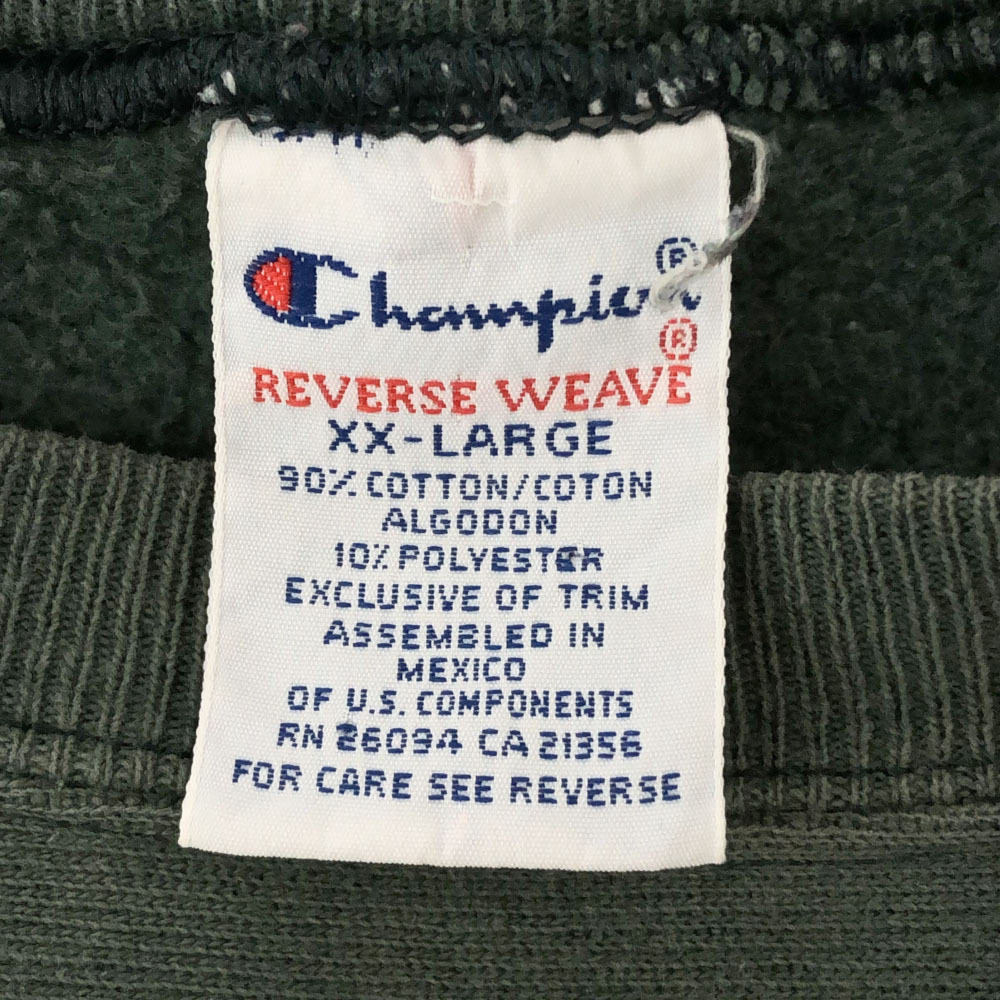 Champion ®
REVERSE WEAVE ®
XX-LARGE
90% COTTON/COTON
ALGODON
10% POLYESTER
EXCLUSIVE OF TRIM
ASSEMBLED IN
MEXICO
OF U.S. COMPONENTS
RN 26094 CA 21356
FOR CARE SEE REVERSE